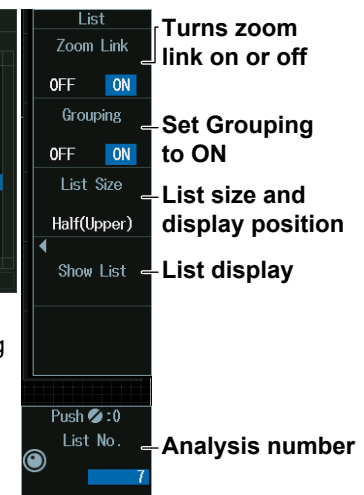 List
Zoom Link
OFF ON
Turns zoom
link on or off
Grouping
OFF ON
Set Grouping
to ON
List Size
Half(Upper)
List size and
display position
Show List
List display
g
Push :0
List No.
7
Analysis number